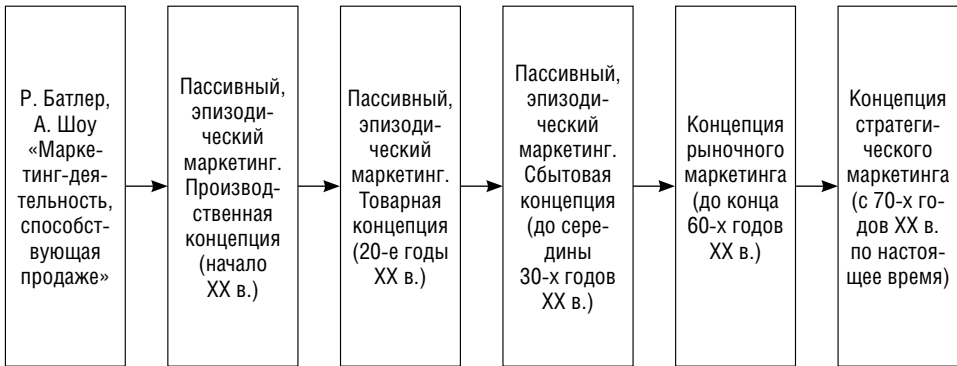 Р. Батлер,
А. Шоу
«Марке-
тинг-дея-
тельность,
способст-
вующая
продаже»
Пассивный,
эпизоди-
ческий
маркетинг.
Производ-
ственная
концепция
(начало
XX в.)
Пассивный,
эпизоди-
ческий
маркетинг.
Товарная
концепция
(20-е годы
XX в.)
Пассивный,
эпизоди-
ческий
маркетинг.
Сбытовая
концепция
(до сере-
дины
30-х годов
XX в.)
Концепция
рыночного
маркетинга
(до конца
60-х годов
XX в.)
Концепция
стратеги-
ческого
маркетинга
(с 70-х го-
дов XX в.
по настоя-
щее время)